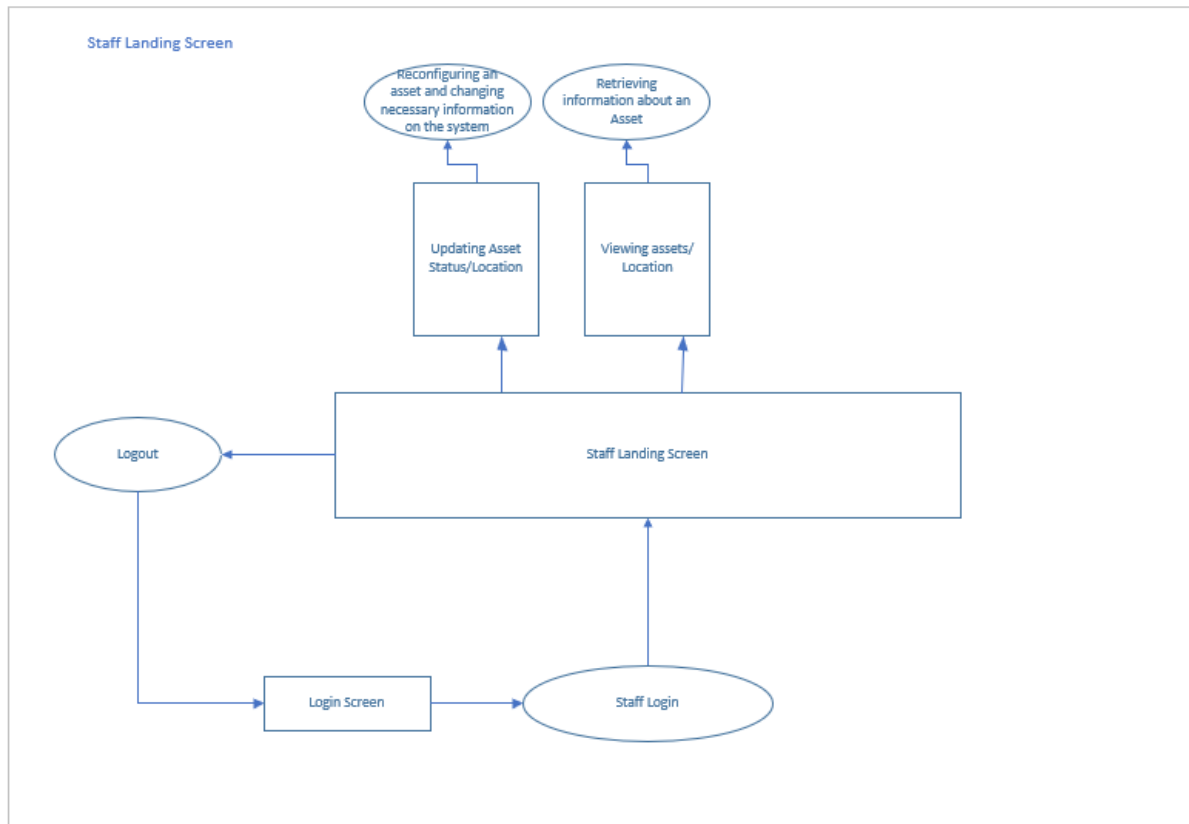 Staff Landing Screen
Reconfiguring an
asset and changing
necessary information
on the system
Retrieving
information about an
Asset
Updating Asset
Status/Location
Viewing assets/
Location
Logout
Staff Landing Screen
Login Screen
Staff Login